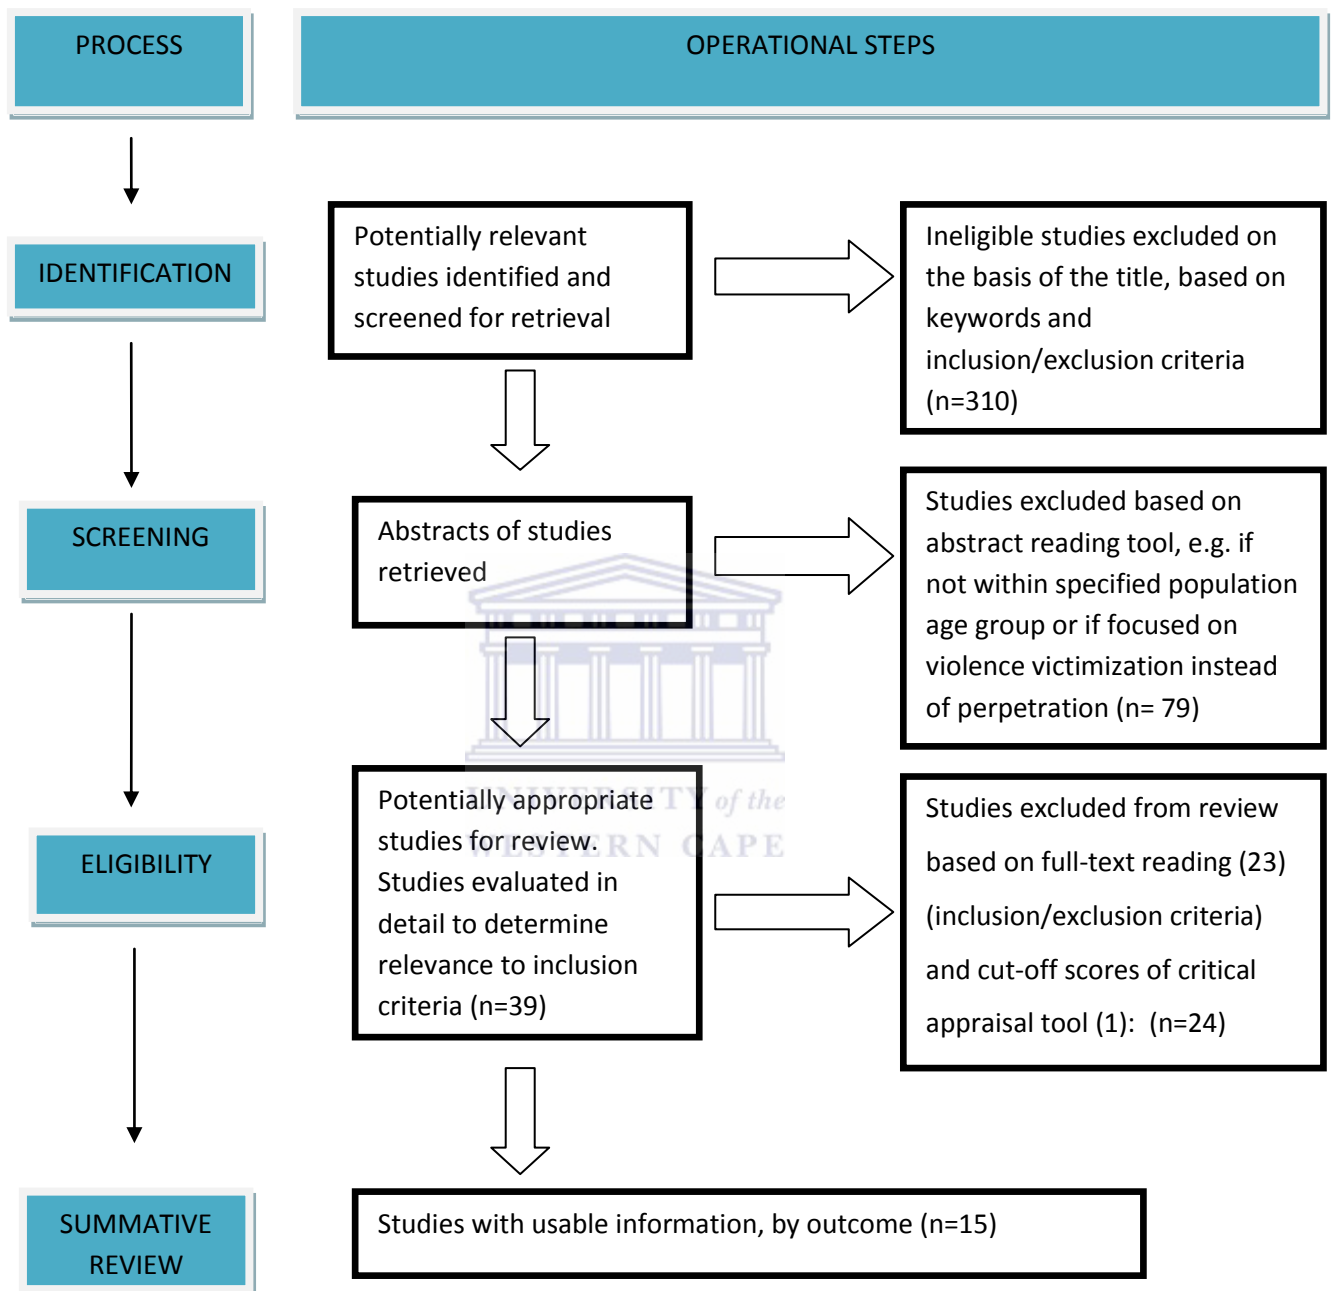 PROCESS
OPERATIONAL STEPS
IDENTIFICATION
Potentially relevant
studies identified and
screened for retrieval
Ineligible studies excluded on
the basis of the title, based on
keywords and
inclusion/exclusion criteria
(n=310)
SCREENING
Abstracts of studies
retrieved
Studies excluded based on
abstract reading tool, e.g. if
not within specified population
age group or if focused on
violence victimization instead
of perpetration (n= 79)
ELIGIBILITY
Potentially appropriate
studies for review.
Studies evaluated in
detail to determine
relevance to inclusion
criteria (n=39)
UNIVERSITY of the
WESTERN CAPE
Studies excluded from review
based on full-text reading (23)
(inclusion/exclusion criteria)
and cut-off scores of critical
appraisal tool (1): (n=24)
SUMMATIVE
REVIEW
Studies with usable information, by outcome (n=15)